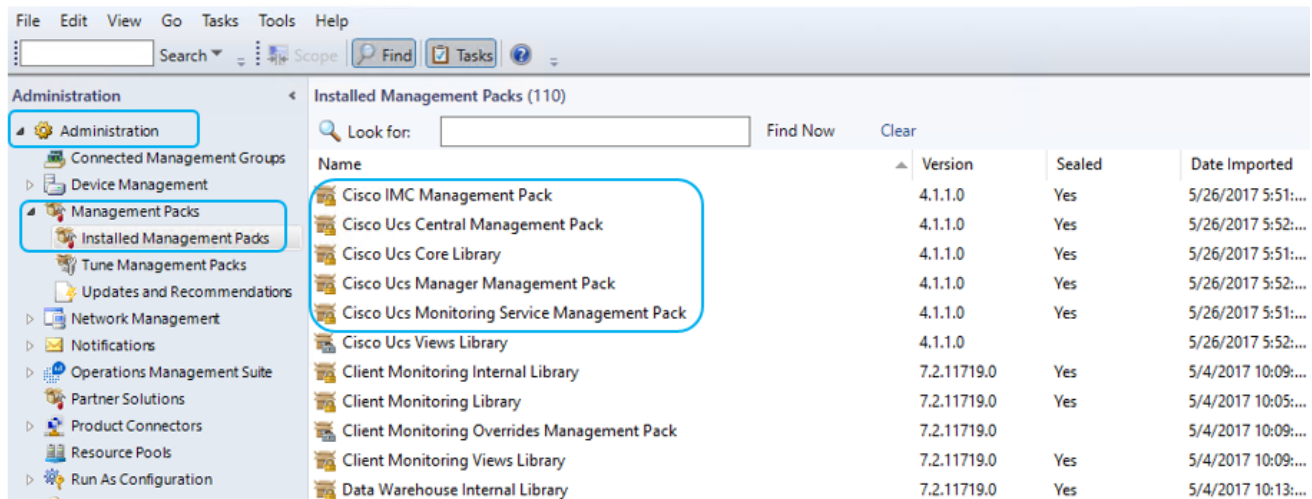 File Edit View Go Tasks Tools Help
Search Scope Find Tasks
Administration
Administration
Connected Management Groups
Device Management
Management Packs
Installed Management Packs
Tune Management Packs
Updates and Recommendations
Network Management
Notifications
Operations Management Suite
Partner Solutions
Product Connectors
Resource Pools
Run As Configuration
Installed Management Packs (110)
Look for: Find Now Clear
Name Version Sealed Date Imported
Cisco IMC Management Pack 4.1.1.0 Yes 5/26/2017 5:51:...
Cisco Ucs Central Management Pack 4.1.1.0 Yes 5/26/2017 5:52:...
Cisco Ucs Core Library 4.1.1.0 Yes 5/26/2017 5:51:...
Cisco Ucs Manager Management Pack 4.1.1.0 Yes 5/26/2017 5:52:...
Cisco Ucs Monitoring Service Management Pack 4.1.1.0 Yes 5/26/2017 5:51:...
Cisco Ucs Views Library 4.1.1.0 5/26/2017 5:52:...
Client Monitoring Internal Library 7.2.11719.0 Yes 5/4/2017 10:09:...
Client Monitoring Library 7.2.11719.0 Yes 5/4/2017 10:05:...
Client Monitoring Overrides Management Pack 7.2.11719.0 5/4/2017 10:09:...
Client Monitoring Views Library 7.2.11719.0 Yes 5/4/2017 10:09:...
Data Warehouse Internal Library 7.2.11719.0 Yes 5/4/2017 10:13:...